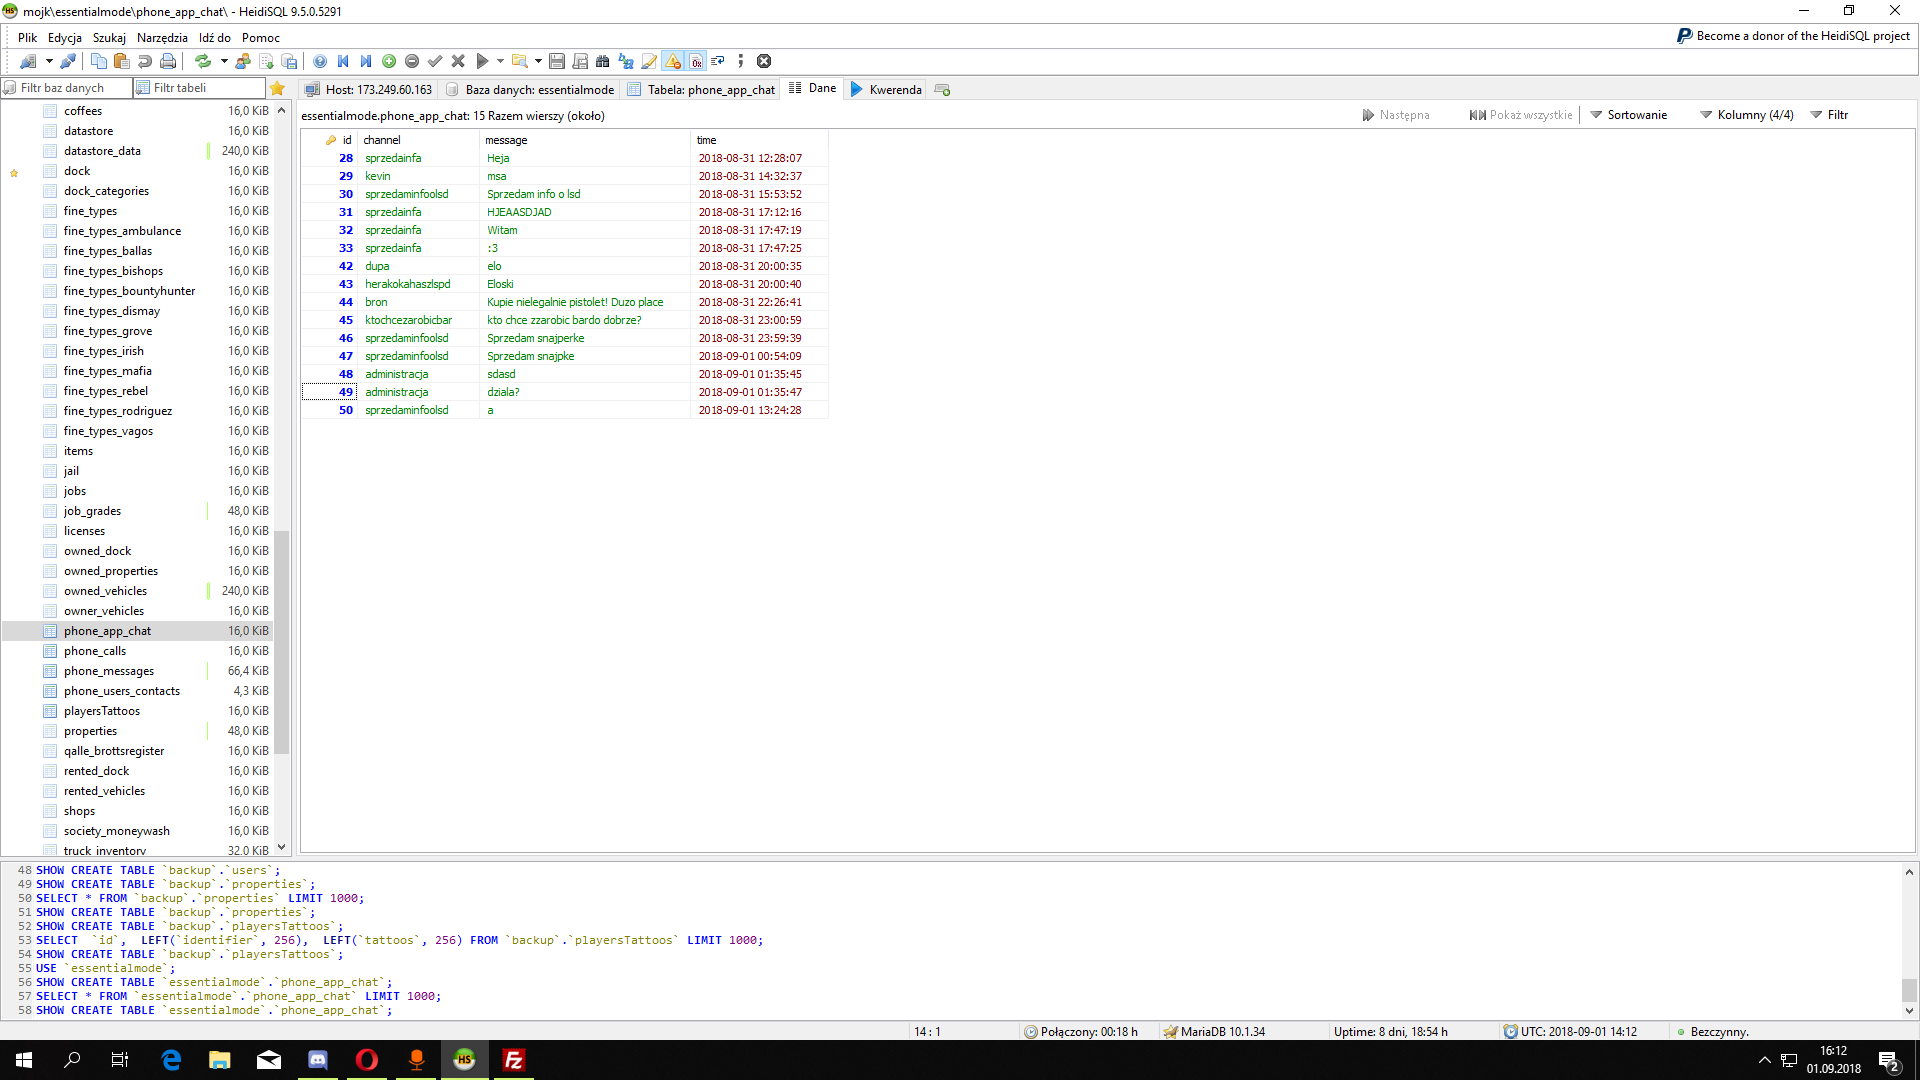 mojk\essentialmode\phone_app_chat\ - HeidiSQL 9.5.0.5291
Plik Edycja Szukaj Narzędzia Idź do Pomoc
Become a donor of the HeidiSQL project
Filtr baz danych Filtr tabeli
Host: 173.249.60.163 Baza danych: essentialmode Tabela: phone_app_chat Dane Kwerenda
essentialmode.phone_app_chat: 15 Razem wierszy (około)
Następna Pokaż wszystkie Sortowanie Kolumny (4/4) Filtr
coffees 16,0 KiB
datastore 16,0 KiB
datastore_data 240,0 KiB
dock 16,0 KiB
dock_categories 16,0 KiB
fine_types 16,0 KiB
fine_types_ambulance 16,0 KiB
fine_types_ballas 16,0 KiB
fine_types_bishops 16,0 KiB
fine_types_bountyhunter 16,0 KiB
fine_types_dismay 16,0 KiB
fine_types_grove 16,0 KiB
fine_types_irish 16,0 KiB
fine_types_mafia 16,0 KiB
fine_types_rebel 16,0 KiB
fine_types_rodriguez 16,0 KiB
fine_types_vagos 16,0 KiB
items 16,0 KiB
jail 16,0 KiB
jobs 16,0 KiB
job_grades 48,0 KiB
licenses 16,0 KiB
owned_dock 16,0 KiB
owned_properties 16,0 KiB
owned_vehicles 240,0 KiB
owner_vehicles 16,0 KiB
phone_app_chat 16,0 KiB
phone_calls 16,0 KiB
phone_messages 66,4 KiB
phone_users_contacts 4,3 KiB
playersTattoos 16,0 KiB
properties 48,0 KiB
qalle_brottsregister 16,0 KiB
rented_dock 16,0 KiB
rented_vehicles 16,0 KiB
shops 16,0 KiB
society_moneywash 16,0 KiB
truck_inventory 32,0 KiB
id channel message time
28 sprzedainfa Heja 2018-08-31 12:28:07
29 kevin msa 2018-08-31 14:32:37
30 sprzedaminfoolsd Sprzedam info o lsd 2018-08-31 15:53:52
31 sprzedainfa HJEAASDJAD 2018-08-31 17:12:16
32 sprzedainfa Witam 2018-08-31 17:47:19
33 sprzedainfa :3 2018-08-31 17:47:25
42 dupa elo 2018-08-31 20:00:35
43 herakokahaszlspd Eloski 2018-08-31 20:00:40
44 bron Kupie nielegalnie pistolet! Duzo place 2018-08-31 22:26:41
45 ktochcezarobicbar kto chce zzarobic bardo dobrze? 2018-08-31 23:00:59
46 sprzedaminfoolsd Sprzedam snajperke 2018-08-31 23:59:39
47 sprzedaminfoolsd Sprzedam snajpke 2018-09-01 00:54:09
48 administracja sdasd 2018-09-01 01:35:45
49 administracja dziala? 2018-09-01 01:35:47
50 sprzedaminfoolsd a 2018-09-01 13:24:28
48 SHOW CREATE TABLE `backup`.`users`;
49 SHOW CREATE TABLE `backup`.`properties`;
50 SELECT * FROM `backup`.`properties` LIMIT 1000;
51 SHOW CREATE TABLE `backup`.`properties`;
52 SHOW CREATE TABLE `backup`.`playersTattoos`;
53 SELECT `id`, LEFT(`identifier`, 256), LEFT(`tattoos`, 256) FROM `backup`.`playersTattoos` LIMIT 1000;
54 SHOW CREATE TABLE `backup`.`playersTattoos`;
55 USE `essentialmode`;
56 SHOW CREATE TABLE `essentialmode`.`phone_app_chat`;
57 SELECT * FROM `essentialmode`.`phone_app_chat` LIMIT 1000;
58 SHOW CREATE TABLE `essentialmode`.`phone_app_chat`;
14 : 1 Połączony: 00:18 h MariaDB 10.1.34 Uptime: 8 dni, 18:54 h UTC: 2018-09-01 14:12 Bezczynny.
HS
FZ
16:12
01.09.2018
2